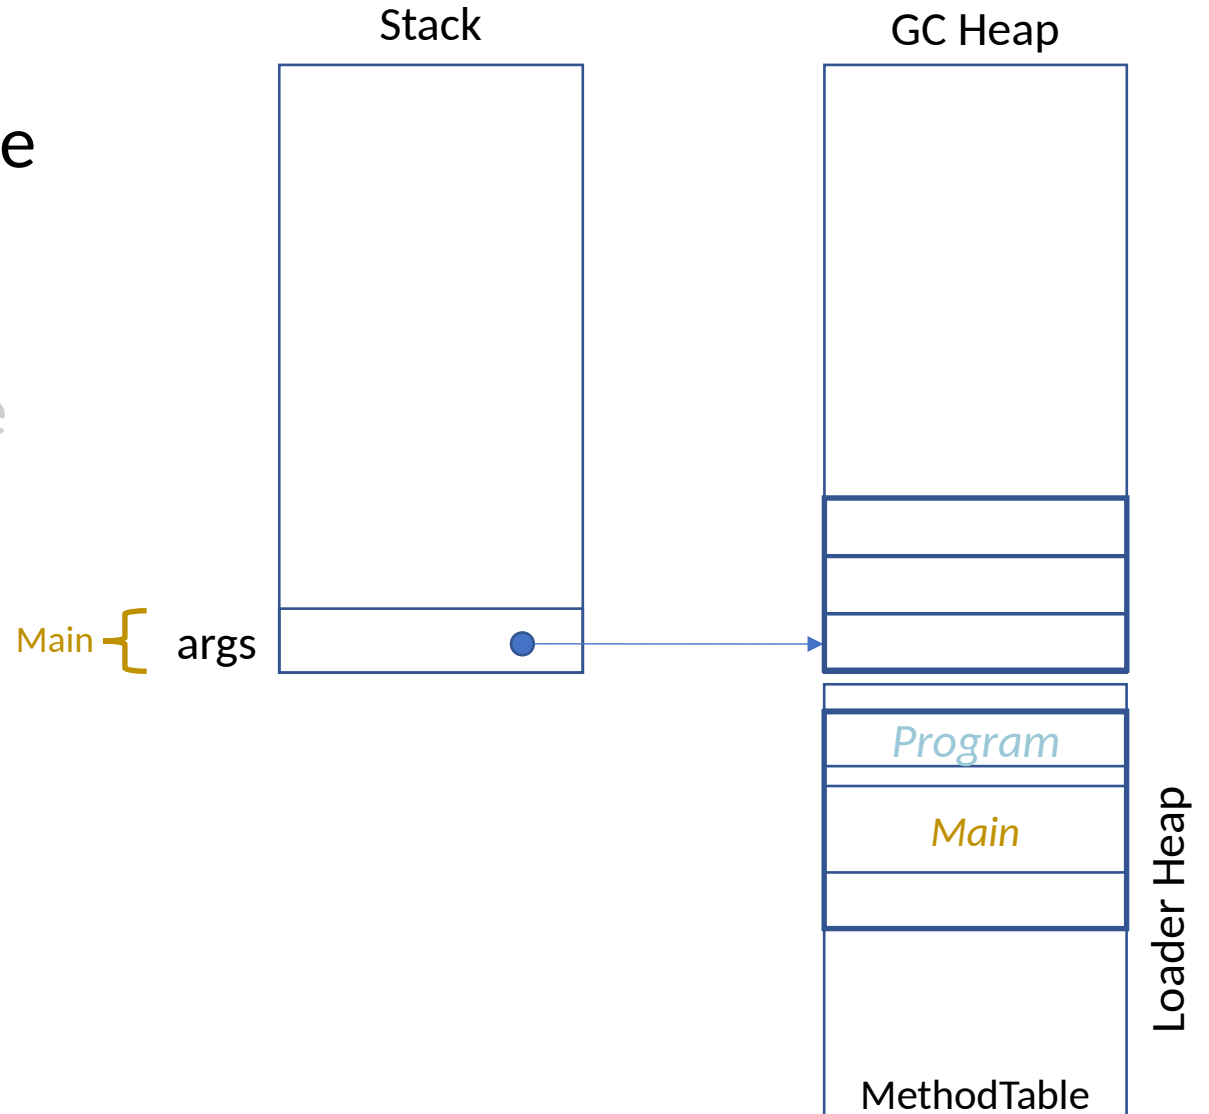 Stack
GC Heap
e
e
Main
args
Program
Main
Loader Heap
MethodTable